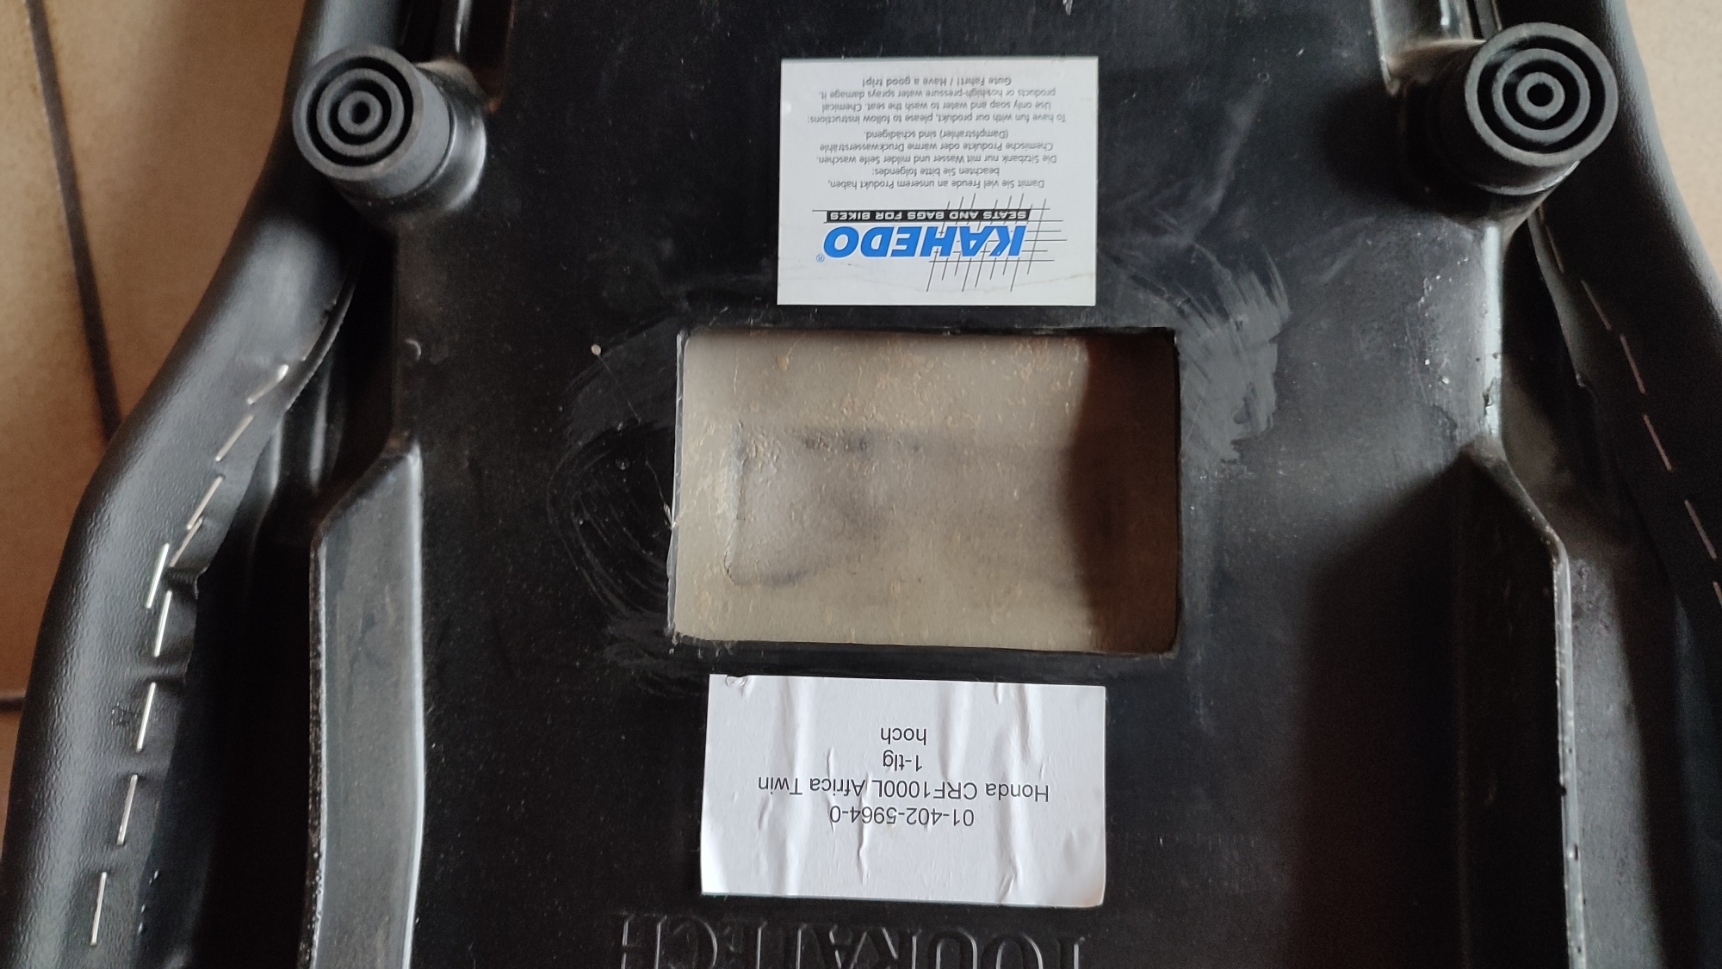 TOURATECH
01-402-5964-0
Honda CRF1000L Africa Twin
1-tlg
hoch
KAHEDO®
SEATS AND BAGS FOR BIKES
Damit Sie viel Freude an unserem Produkt haben,
beachten Sie bitte folgendes:
Die Sitzbank nur mit Wasser und milder Seife waschen.
Chemische Produkte oder warme Druckwasserstrahle
(Dampfstrahler) sind schädigend.
To have fun with our product, please to follow instructions:
Use only soap and water to wash the seat. Chemical
products or hos/high-pressure water sprays damage it.
Gute Fahrt! / Have a good trip!